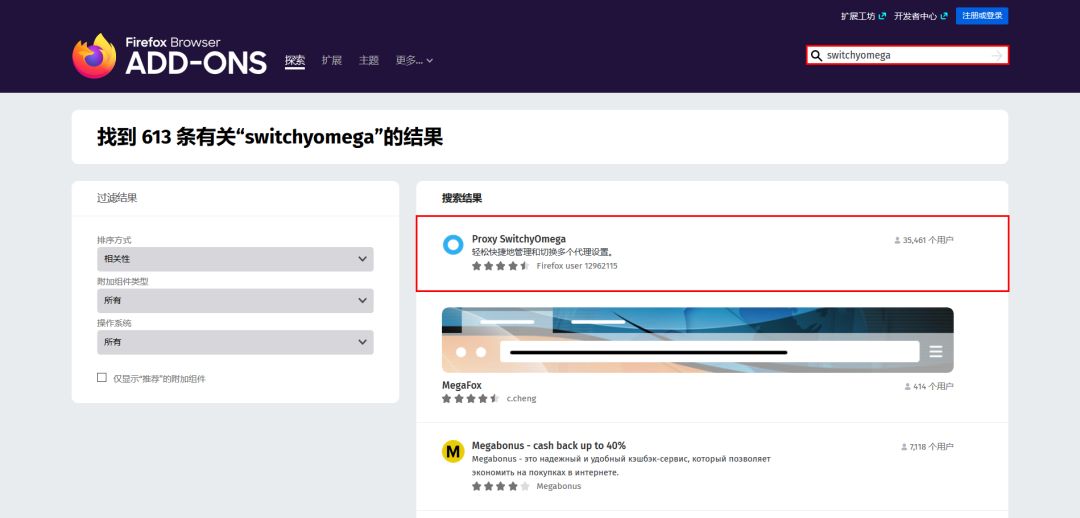 扩展工坊 开发者中心 注册或登录
Firefox Browser
ADD-ONS 探索 扩展 主题 更多...
switchyomega
找到 613 条有关“switchyomega”的结果
过滤结果
排序方式
相关性
附加组件类型
所有
操作系统
所有
仅显示“推荐”的附加组件
搜索结果
Proxy SwitchyOmega
轻松快捷地管理和切换多个代理设置。
Firefox user 12962115
35,461 个用户
MegaFox
c.cheng
414 个用户
M
Megabonus - cash back up to 40%
Megabonus - это надежный и удобный кэшбэк-сервис, который позволяет
экономить на покупках в интернете.
Megabonus
7,118 个用户